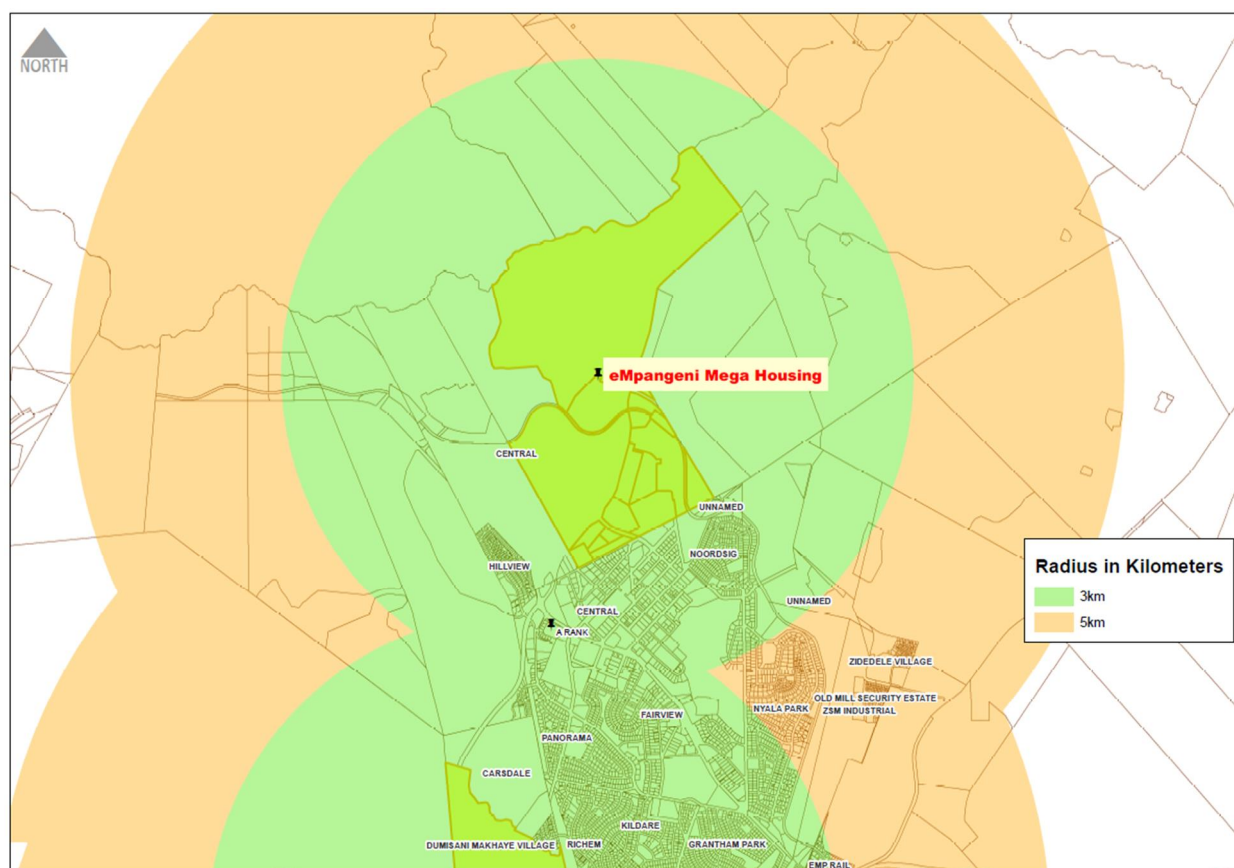 NORTH
eMpangeni Mega Housing
CENTRAL
UNNAMED
NOORDSIG
HILLVIEW
Radius in Kilometers
3km
5km
CENTRAL
UNNAMED
A RANK
ZIDEDELE VILLAGE
OLD MILL SECURITY ESTATE
NYALA PARK
ZSM INDUSTRIAL
FAIRVIEW
PANORAMA
CARSDALE
KILDARE
DUMISANI MAKHAYE VILLAGE
RICHEM
GRANTHAM PARK
EMP RAIL